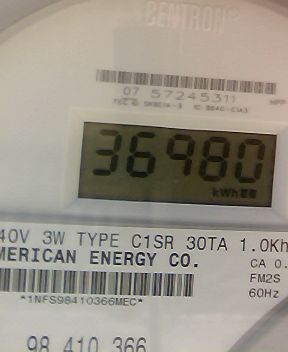 CENTRON®
07 57245311
HPP
36980
kWh
40V 3W TYPE C1SR 30TA 1.0Kh
MERICAN ENERGY CO.
CA 0.
FM2S
60Hz
*1NFS98410366MEC*
98 410 366